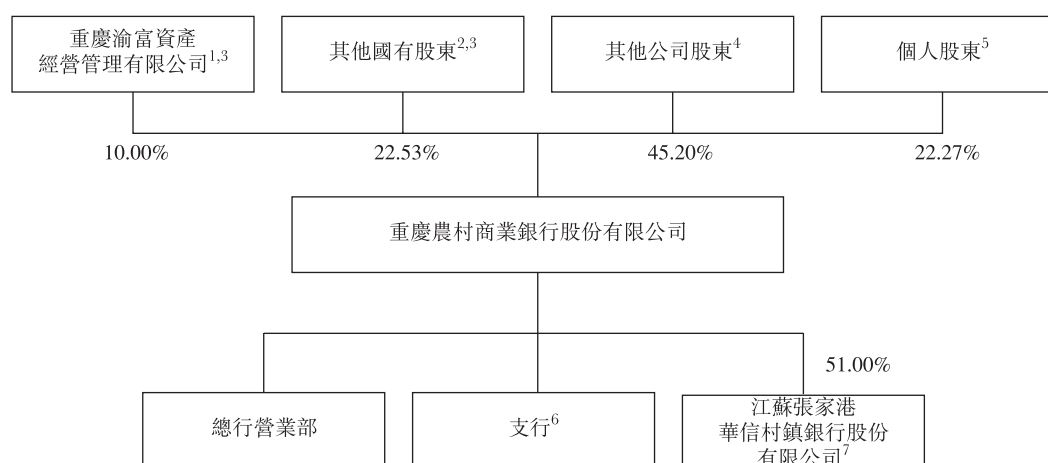 重慶渝富資產
經營管理有限公司1,3
其他國有股東2,3
其他公司股東4
個人股東5
10.00%
22.53%
45.20%
22.27%
重慶農村商業銀行股份有限公司
51.00%
總行營業部
支行6
江蘇張家港
華信村鎮銀行股份
有限公司7